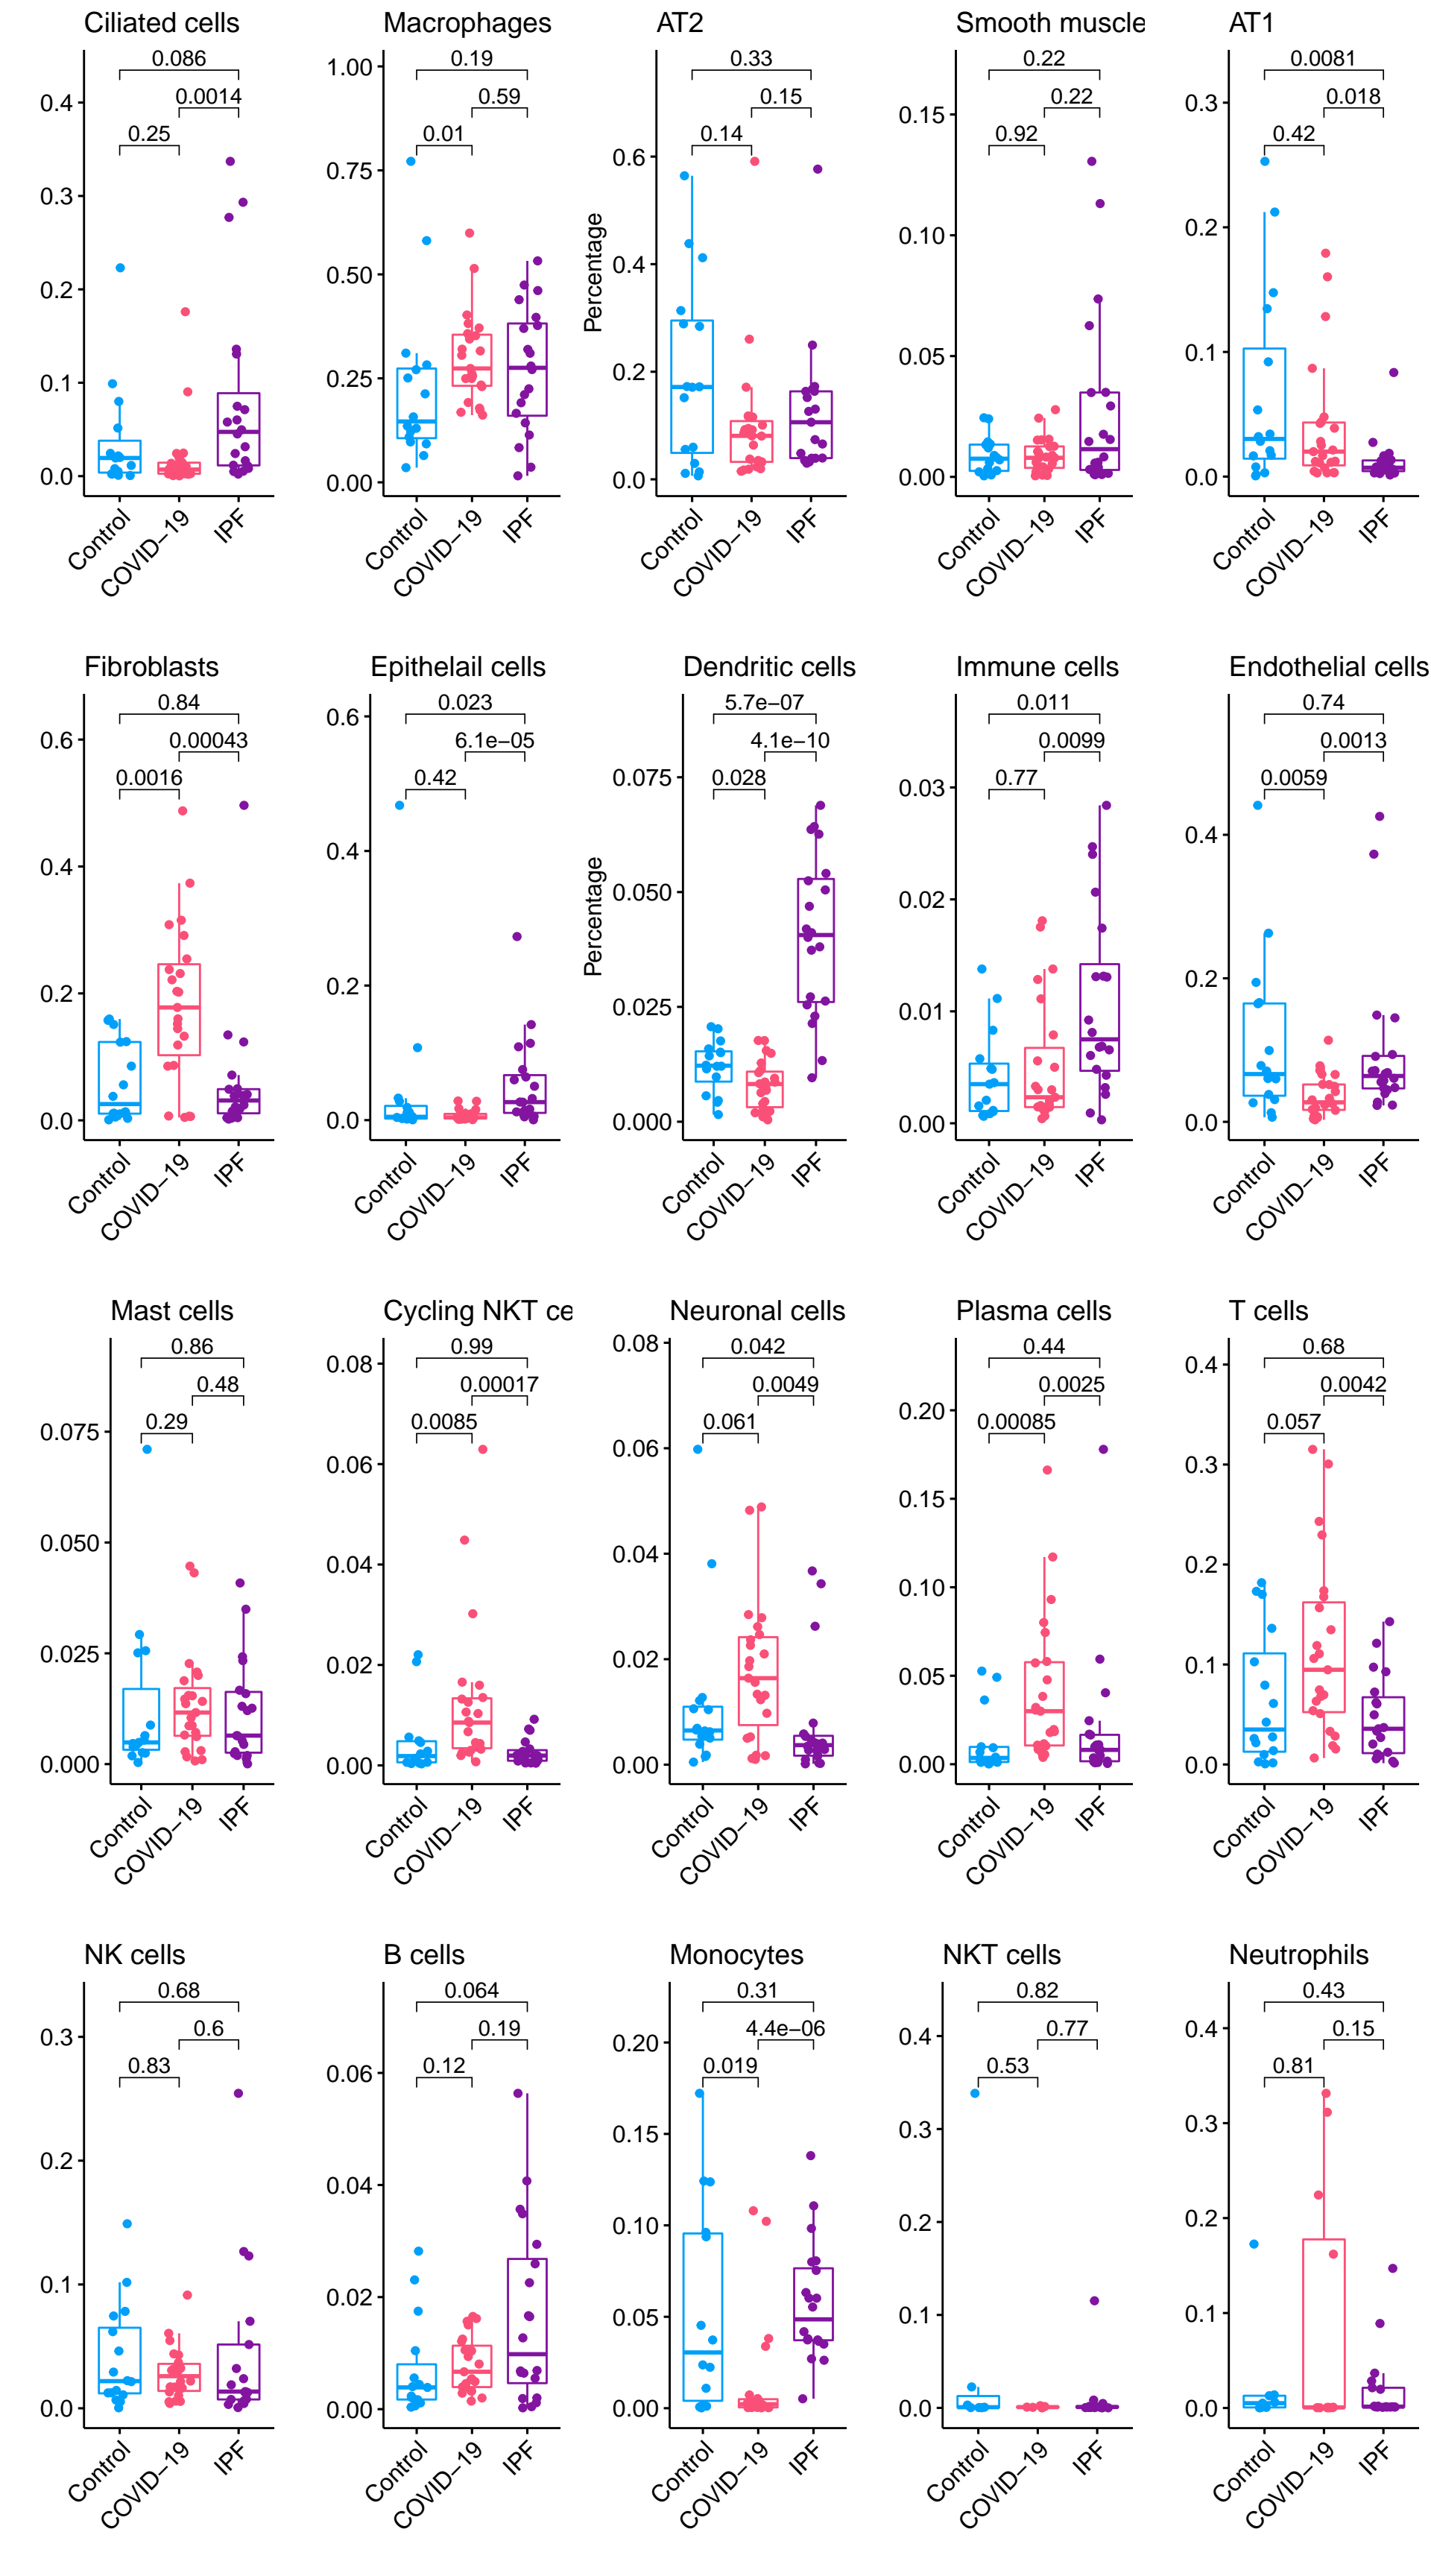 Ciliated cells
0.086
0.0014
0.25
0.4
0.3
0.2
0.1
0.0
Control
COVID−19
IPF
Macrophages
0.19
0.59
0.01
1.00
0.75
0.50
0.25
0.00
Control
COVID−19
IPF
AT2
0.33
0.15
0.14
Percentage
0.6
0.4
0.2
0.0
Control
COVID−19
IPF
Smooth muscle
0.22
0.22
0.92
0.15
0.10
0.05
0.00
Control
COVID−19
IPF
AT1
0.0081
0.018
0.42
0.3
0.2
0.1
0.0
Control
COVID−19
IPF
Fibroblasts
0.84
0.00043
0.0016
0.6
0.4
0.2
0.0
Control
COVID−19
IPF
Epithelail cells
0.023
6.1e−05
0.42
0.6
0.4
0.2
0.0
Control
COVID−19
IPF
Dendritic cells
5.7e−07
4.1e−10
0.028
Percentage
0.075
0.050
0.025
0.000
Control
COVID−19
IPF
Immune cells
0.011
0.0099
0.77
0.03
0.02
0.01
0.00
Control
COVID−19
IPF
Endothelial cells
0.74
0.0013
0.0059
0.4
0.2
0.0
Control
COVID−19
IPF
Mast cells
0.86
0.48
0.29
0.075
0.050
0.025
0.000
Control
COVID−19
IPF
Cycling NKT ce
0.99
0.00017
0.0085
0.08
0.06
0.04
0.02
0.00
Control
COVID−19
IPF
Neuronal cells
0.042
0.0049
0.061
0.08
0.06
0.04
0.02
0.00
Control
COVID−19
IPF
Plasma cells
0.44
0.0025
0.00085
0.20
0.15
0.10
0.05
0.00
Control
COVID−19
IPF
T cells
0.68
0.0042
0.057
0.4
0.3
0.2
0.1
0.0
Control
COVID−19
IPF
NK cells
0.68
0.6
0.83
0.3
0.2
0.1
0.0
Control
COVID−19
IPF
B cells
0.064
0.19
0.12
0.06
0.04
0.02
0.00
Control
COVID−19
IPF
Monocytes
0.31
4.4e−06
0.019
0.20
0.15
0.10
0.05
0.00
Control
COVID−19
IPF
NKT cells
0.82
0.77
0.53
0.4
0.3
0.2
0.1
0.0
Control
COVID−19
IPF
Neutrophils
0.43
0.15
0.81
0.4
0.3
0.2
0.1
0.0
Control
COVID−19
IPF